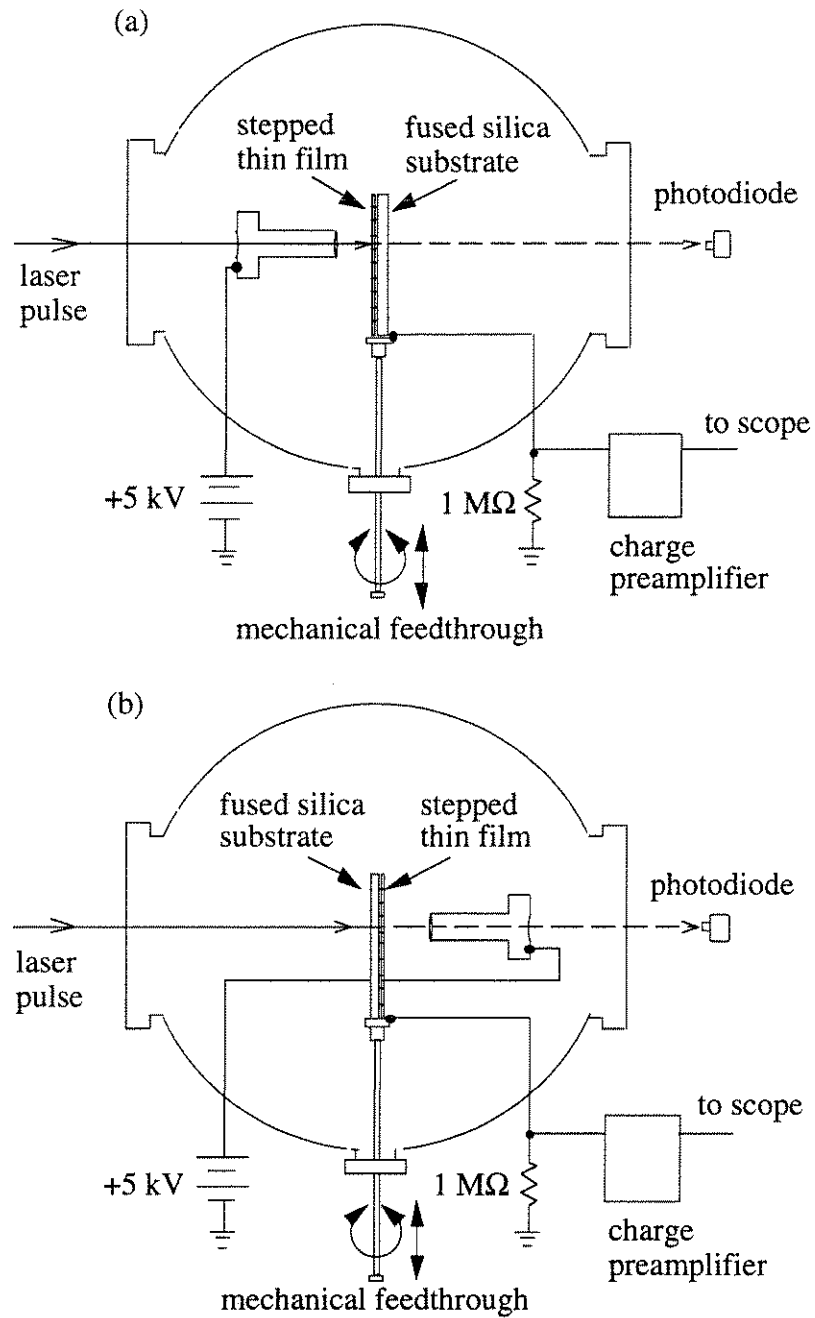 (a)
stepped
thin film
fused silica
substrate
photodiode
laser
pulse
to scope
+5 kV
1 MΩ
charge
preamplifier
mechanical feedthrough
(b)
fused silica
substrate
stepped
thin film
photodiode
laser
pulse
to scope
+5 kV
1 MΩ
charge
preamplifier
mechanical feedthrough